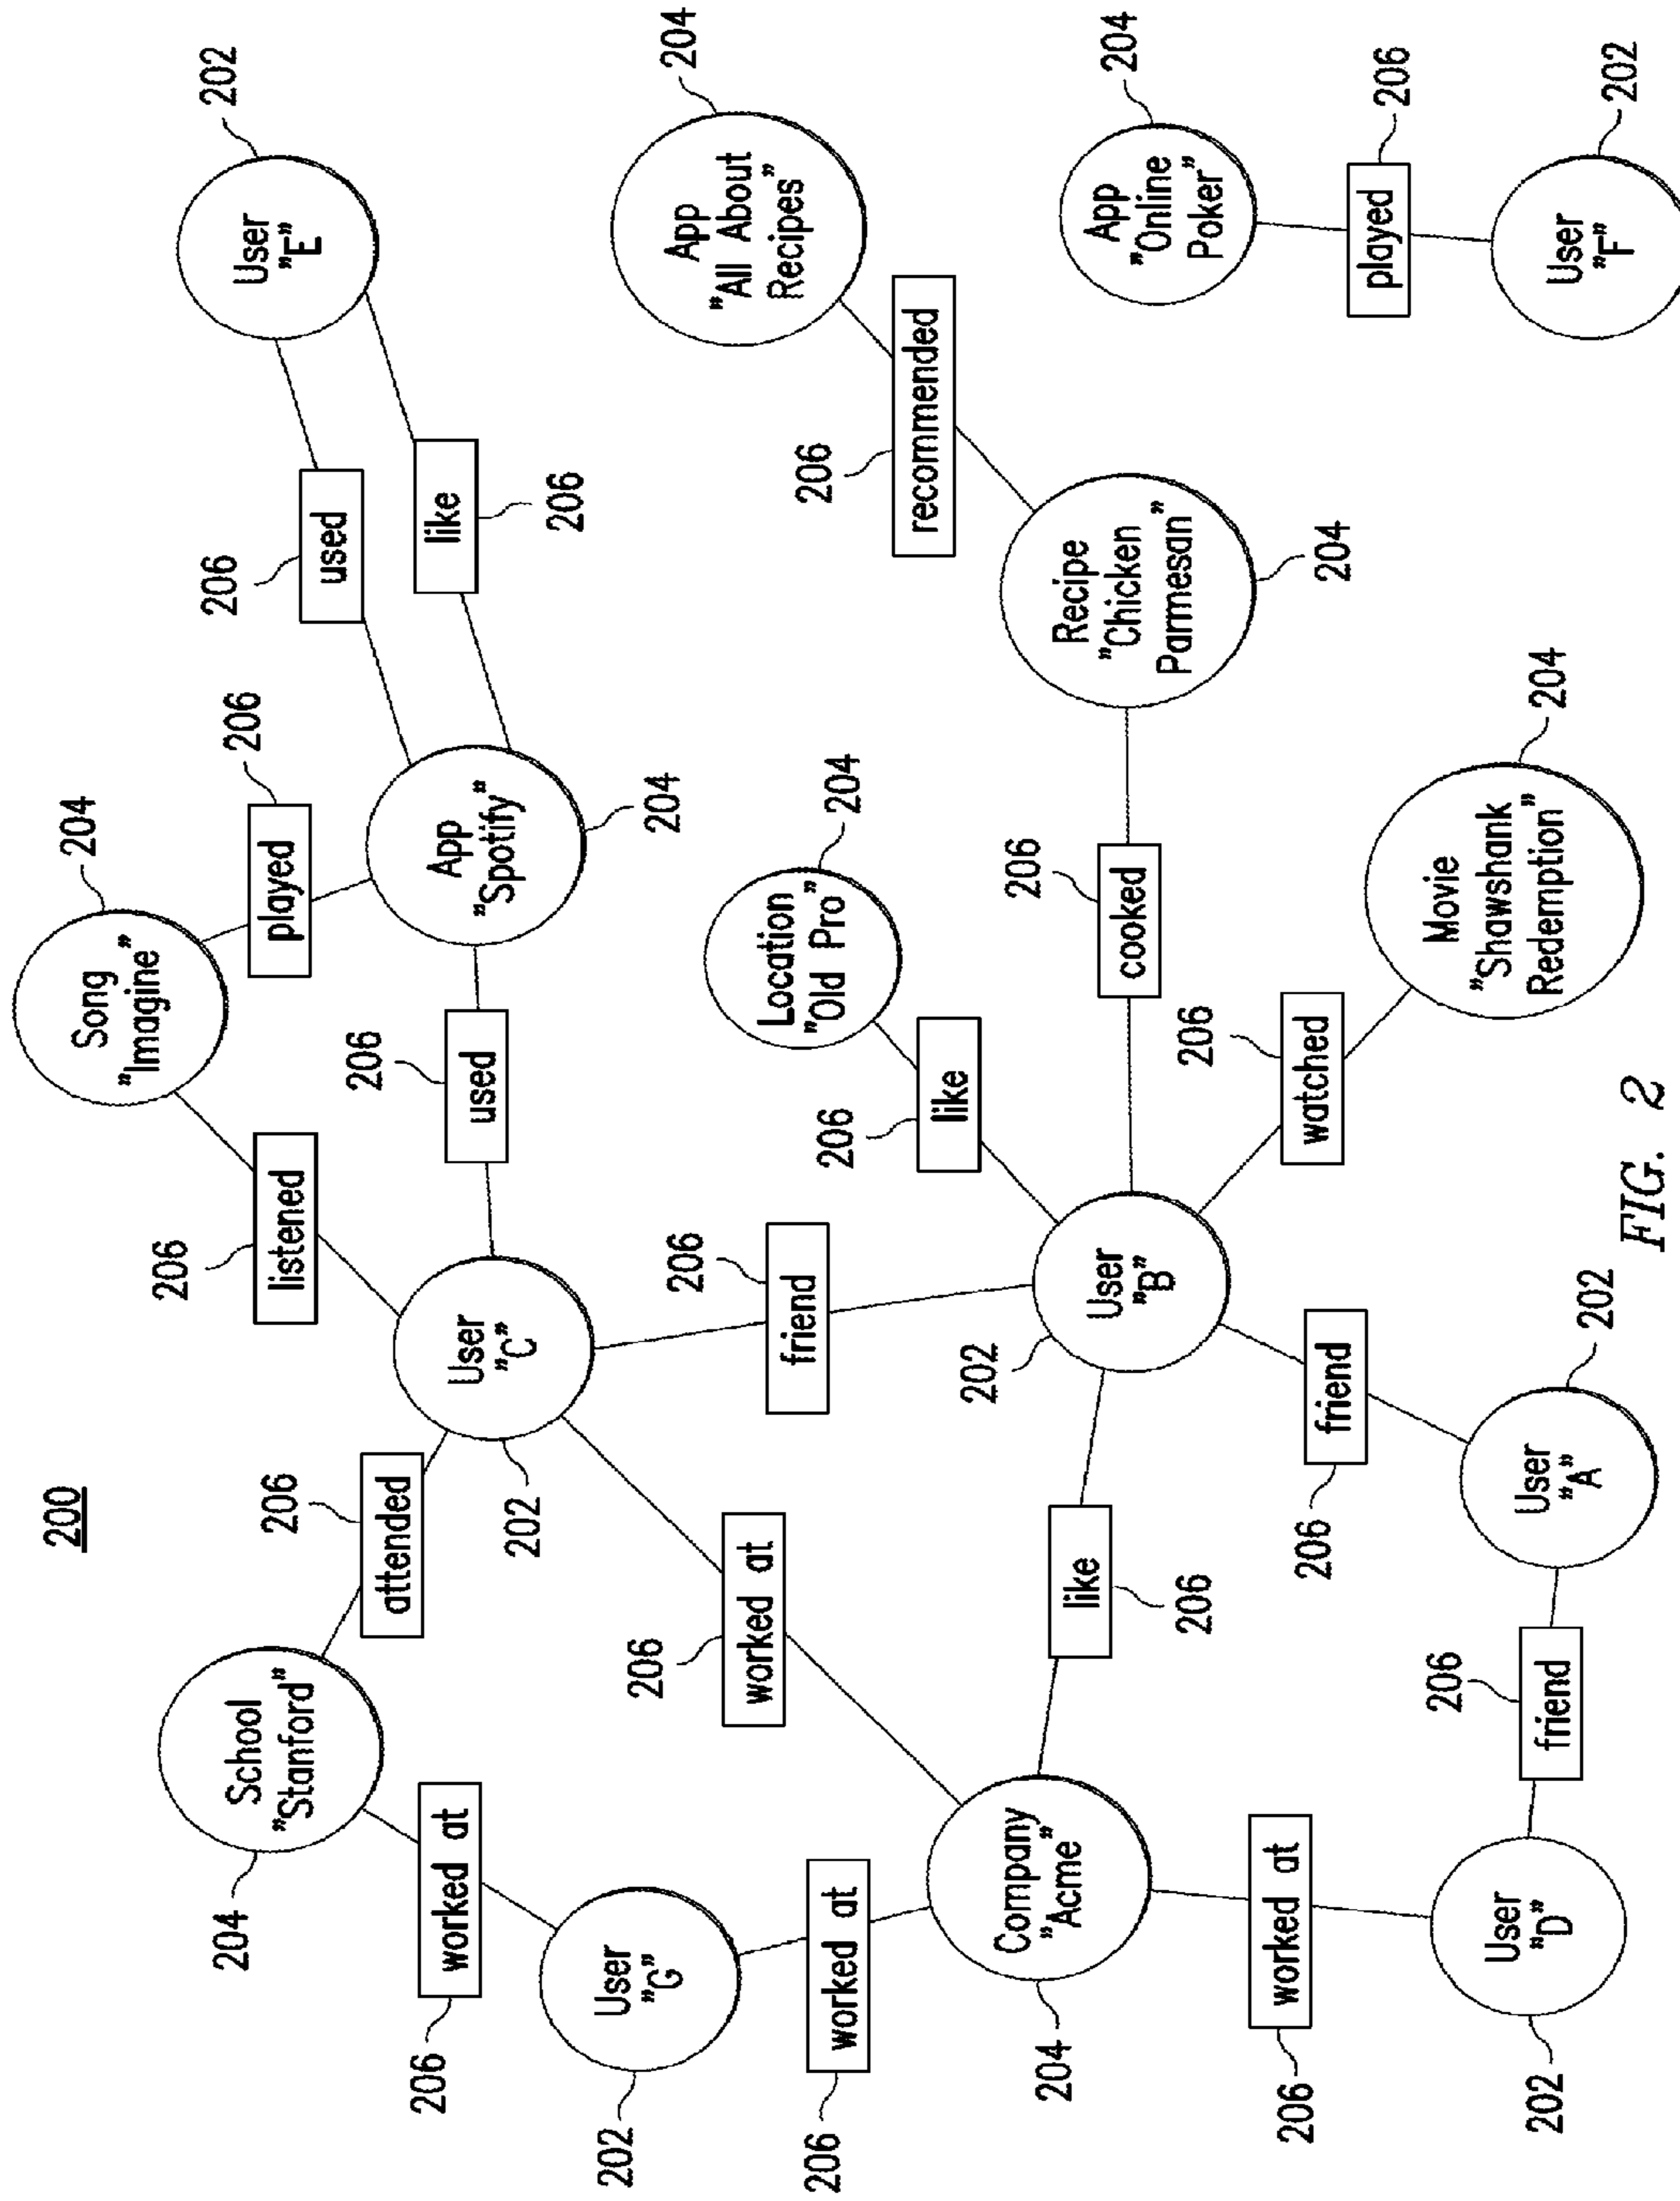 200
204
Song
"Imagine"
206
listened
206
played
202
User
"E"
206
used
206
attended
204
School
"Stanford"
206
like
206
worked at
202
User
"C"
206
used
App
"Spotify"
204
202
User
"G"
206
worked at
206
friend
204
Location
"Old Pro"
204
App
"All About
Recipes"
206
recommended
206
worked at
206
like
202
User
"B"
206
cooked
Recipe
"Chicken
Parmesan"
204
204
Company
"Acme"
like
206
204
App
"Online
Poker"
206
worked at
206
friend
206
watched
206
played
202
User
"D"
206
friend
User
"A"
202
Movie
"Shawshank
Redemption"
204
User
"F"
202
FIG. 2